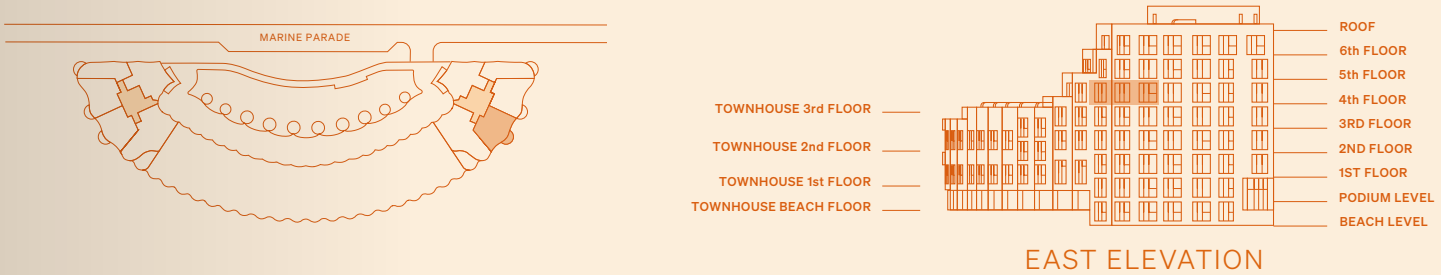 MARINE PARADE
TOWNHOUSE 3rd FLOOR
TOWNHOUSE 2nd FLOOR
TOWNHOUSE 1st FLOOR
TOWNHOUSE BEACH FLOOR
ROOF
6th FLOOR
5th FLOOR
4th FLOOR
3RD FLOOR
2ND FLOOR
1ST FLOOR
PODIUM LEVEL
BEACH LEVEL
EAST ELEVATION